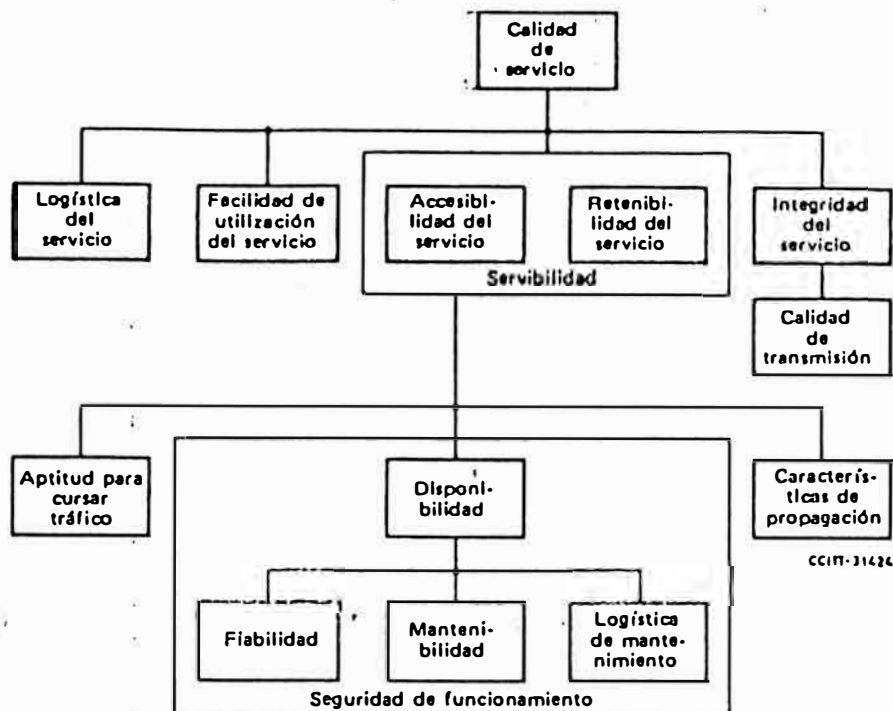 Calidad
de
servicio
Logística
del
servicio
Facilidad de
utilización
del servicio
Accesibi-
lidad del
servicio
Retenibi-
lidad del
servicio
Servibilidad
Integridad
del
servicio
Calidad
de
transmisión
Aptitud para
cursar
tráfico
Disponi-
bilidad
Caracterís-
ticas de
propagación
CCITT-31424
Fiabilidad
Manteni-
bilidad
Logística
de mante-
nimiento
Seguridad de funcionamiento